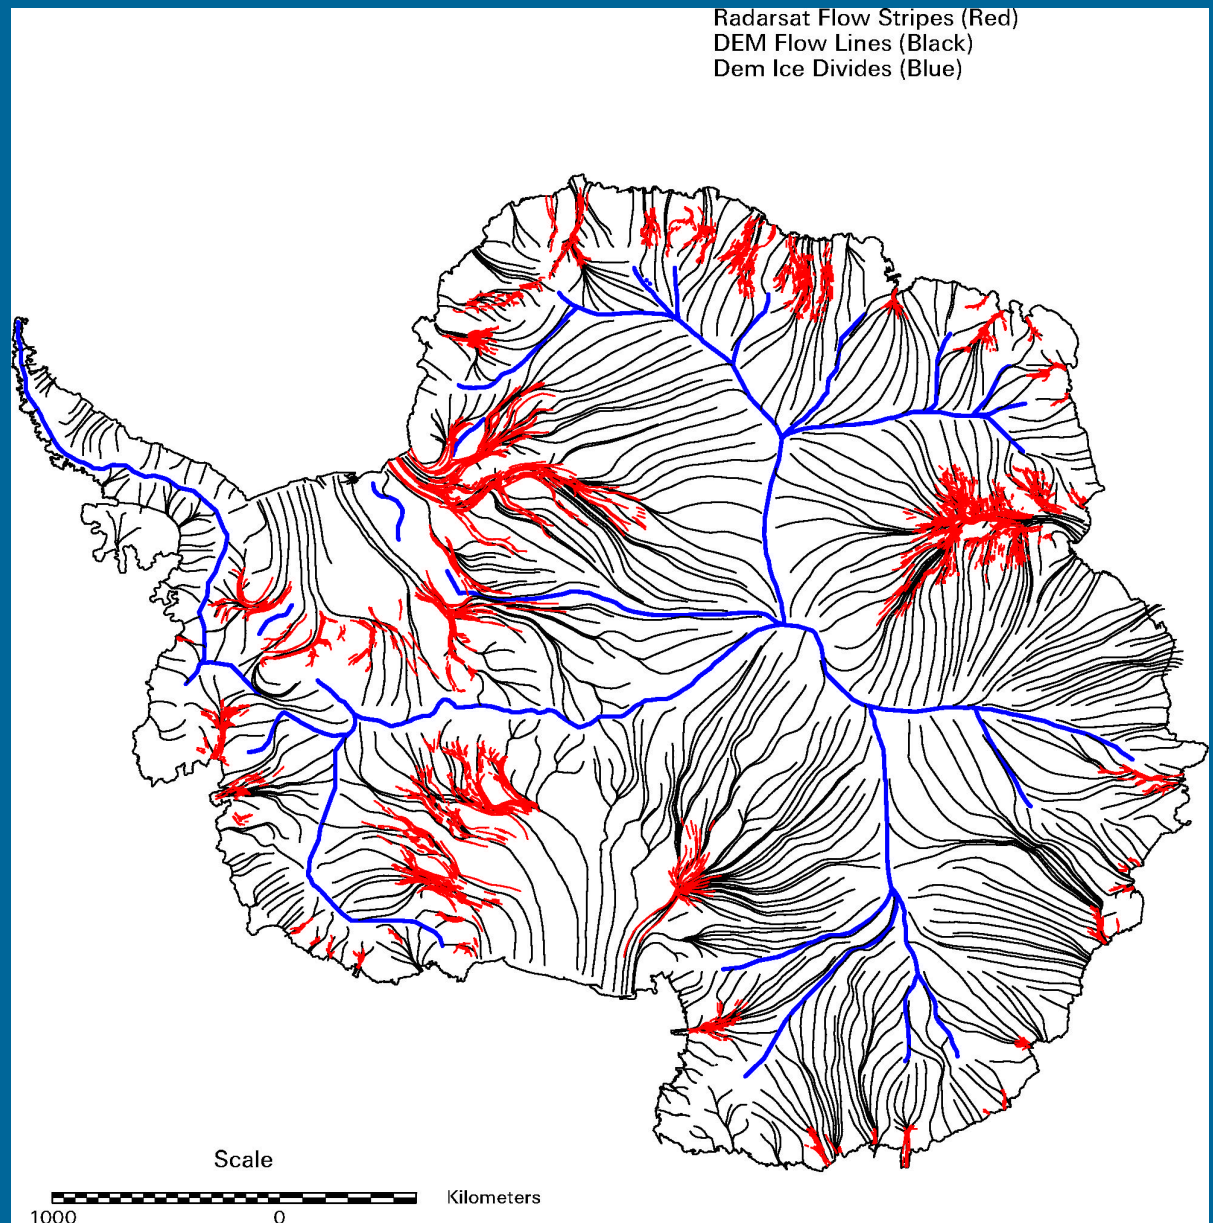 Radarsat Flow Stripes (Red)
DEM Flow Lines (Black)
Dem Ice Divides (Blue)
Scale
Kilometers
1000 0